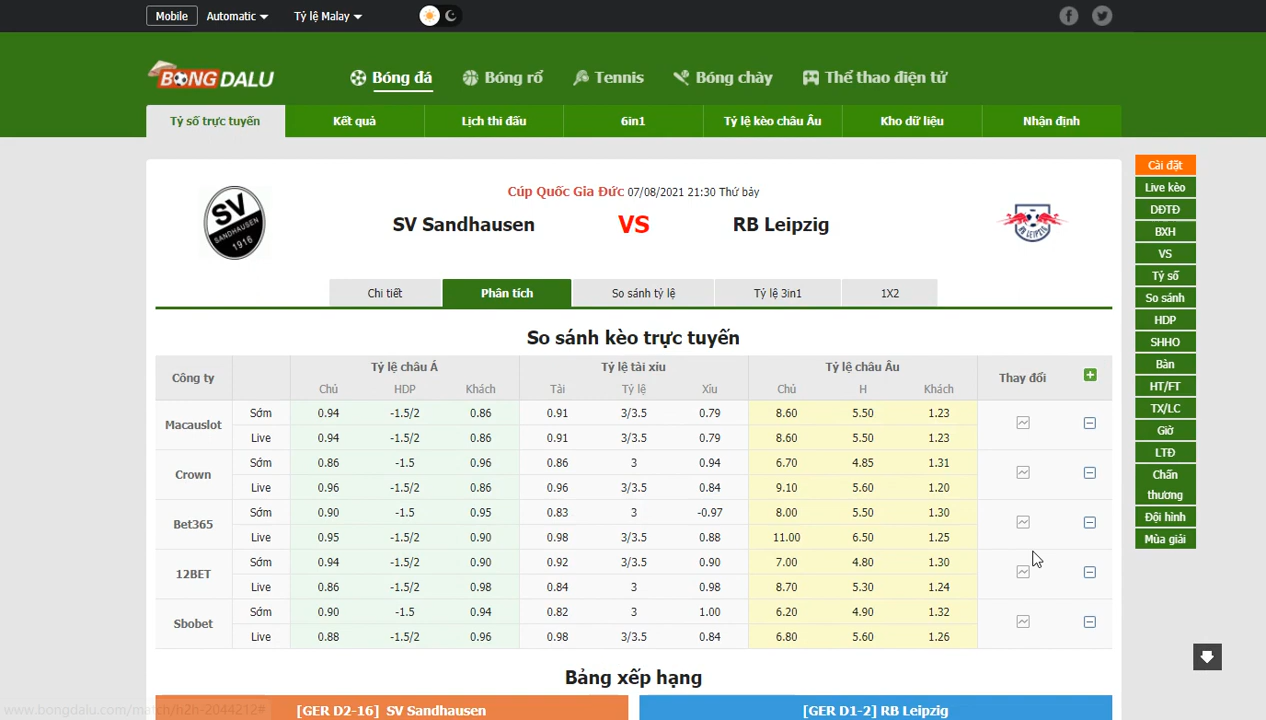 Mobile Automatic Tỷ lệ Malay
BONGDALU
Bóng đá Bóng rổ Tennis Bóng chày Thể thao điện tử
Tỷ số trực tuyến Kết quả Lịch thi đấu 6in1 Tỷ lệ kèo châu Âu Kho dữ liệu Nhận định
Cúp Quốc Gia Đức 07/08/2021 21:30 Thứ bảy
SV SANDHAUSEN 1916
SV Sandhausen VS RB Leipzig
RB LEIPZIG
Chi tiết Phân tích So sánh tỷ lệ Tỷ lệ 3in1 1X2
So sánh kèo trực tuyến
Công ty Tỷ lệ châu Á Tỷ lệ tài xỉu Tỷ lệ châu Âu Thay đổi
Chủ HDP Khách Tài Tỷ lệ Xỉu Chủ H Khách
Macauslot
Sớm 0.94 -1.5/2 0.86 0.91 3/3.5 0.79 8.60 5.50 1.23
Live 0.94 -1.5/2 0.86 0.91 3/3.5 0.79 8.60 5.50 1.23
Crown
Sớm 0.86 -1.5 0.96 0.86 3 0.94 6.70 4.85 1.31
Live 0.96 -1.5/2 0.86 0.96 3/3.5 0.84 9.10 5.60 1.20
Bet365
Sớm 0.90 -1.5 0.95 0.83 3 -0.97 8.00 5.50 1.30
Live 0.95 -1.5/2 0.90 0.98 3/3.5 0.88 11.00 6.50 1.25
12BET
Sớm 0.94 -1.5/2 0.90 0.92 3/3.5 0.90 7.00 4.80 1.30
Live 0.86 -1.5/2 0.98 0.84 3 0.98 8.70 5.30 1.24
Sbobet
Sớm 0.90 -1.5 0.94 0.82 3 1.00 6.20 4.90 1.32
Live 0.88 -1.5/2 0.96 0.98 3/3.5 0.84 6.80 5.60 1.26
Bảng xếp hạng
[GER D2-16] SV Sandhausen [GER D1-2] RB Leipzig
www.bongdalu.com/match/h2h-2044212#
Cài đặt
Live kèo
DĐTĐ
BXH
VS
Tỷ số
So sánh
HDP
SHHO
Bàn
HT/FT
TX/LC
Giờ
LTĐ
Chấn
thương
Đội hình
Mùa giải